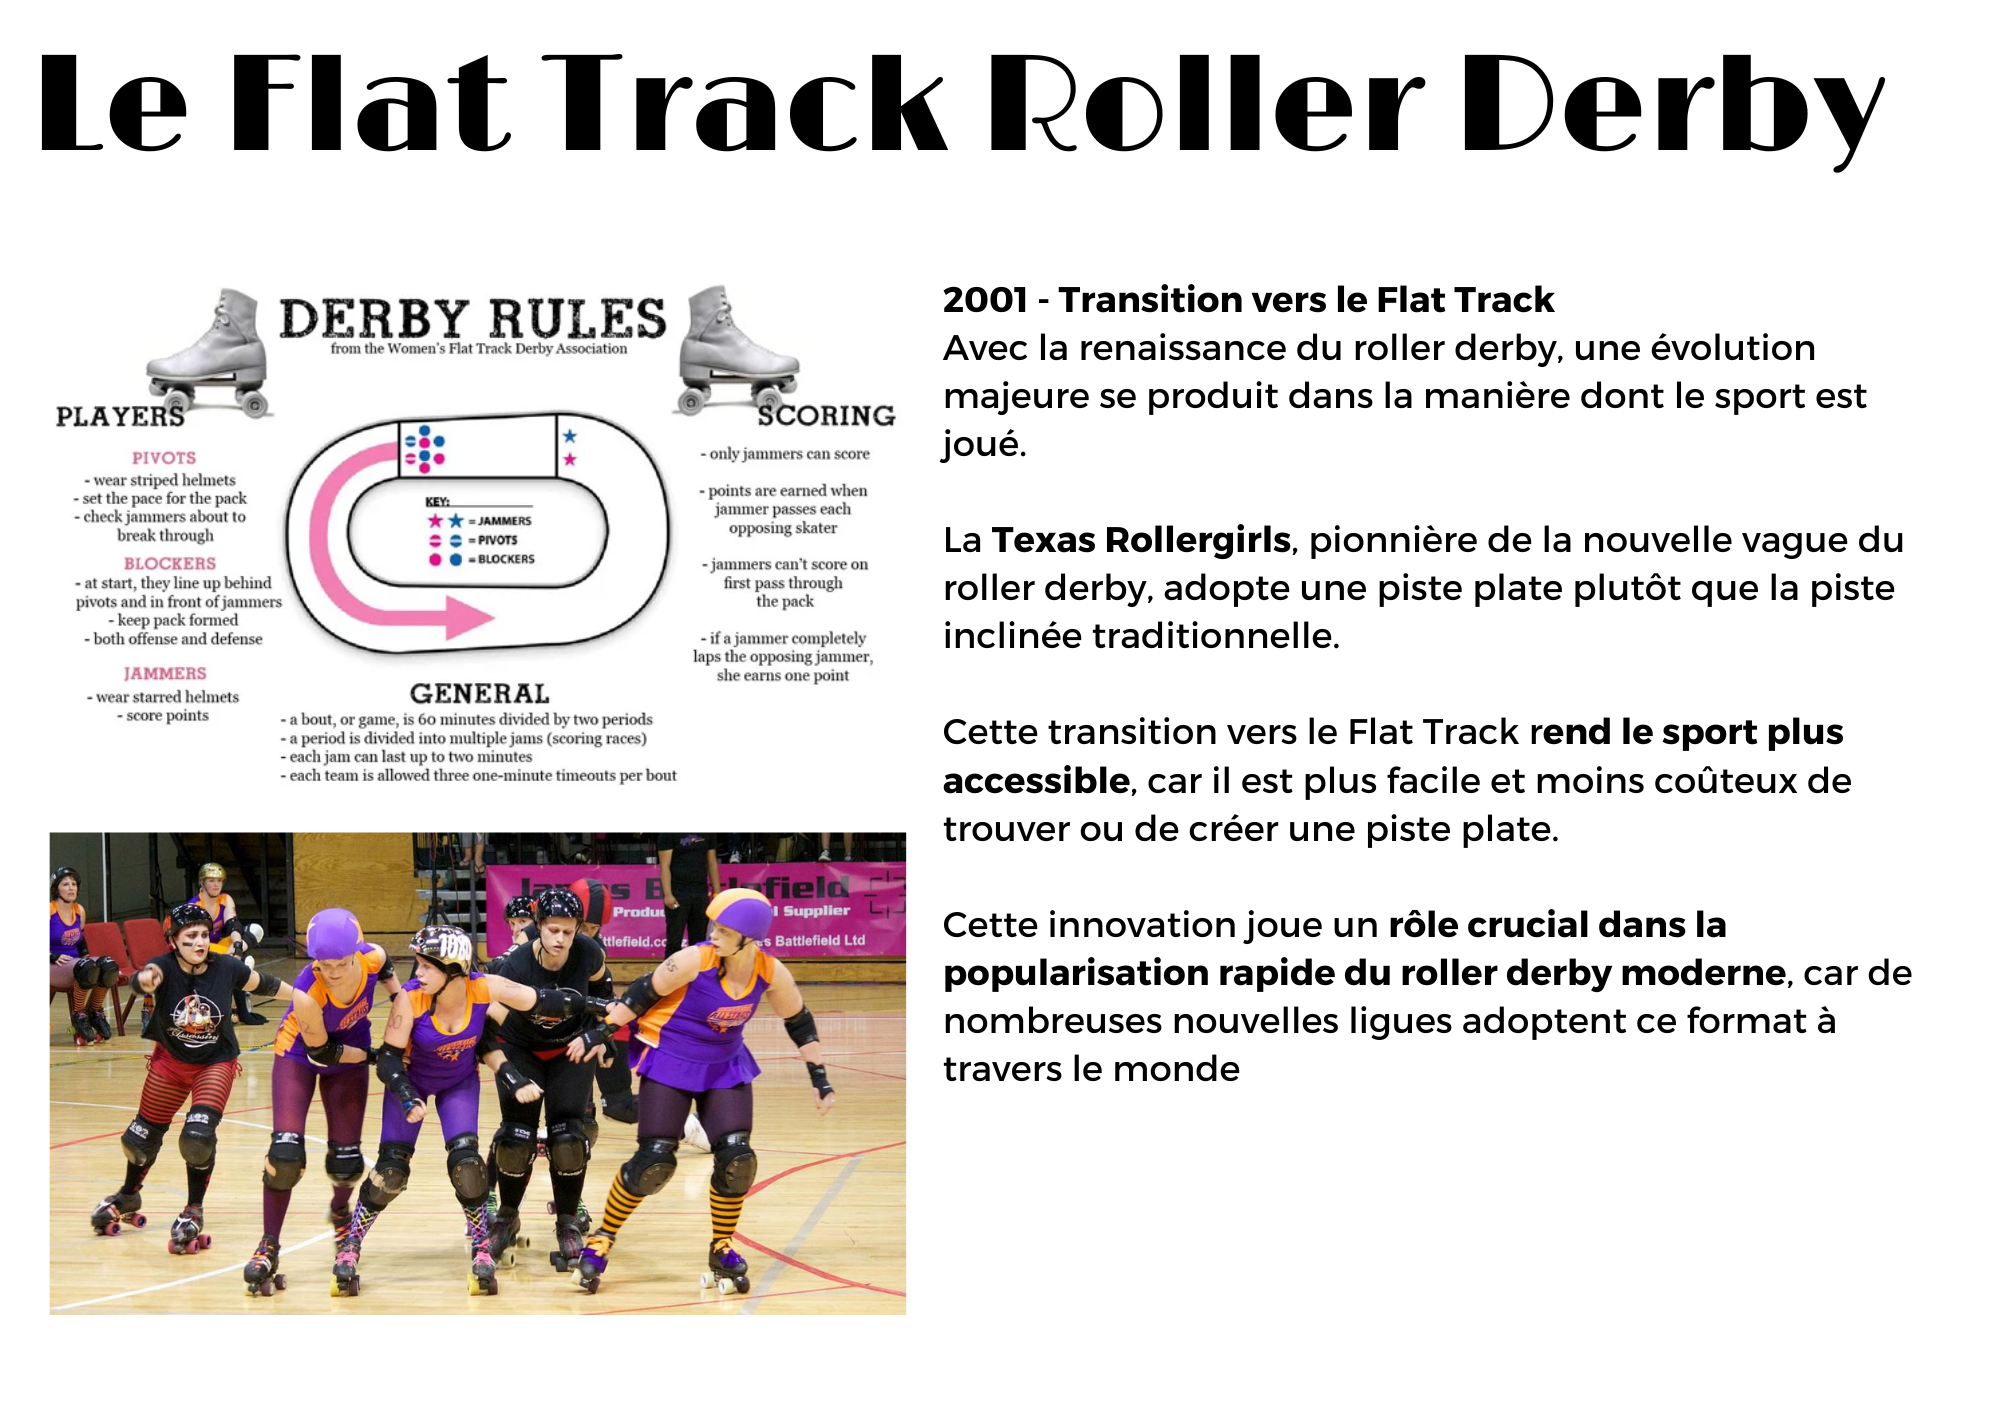 Le Flat Track Roller Derby
DERBY RULES
from the Women's Flat Track Derby Association
PLAYERS
PIVOTS
- wear striped helmets
- set the pace for the pack
- check jammers about to
break through
BLOCKERS
- at start, they line up behind
pivots and in front of jammers
- keep pack formed
- both offense and defense
JAMMERS
- wear starred helmets
- score points
KEY:
= JAMMERS
= PIVOTS
= BLOCKERS
SCORING
- only jammers can score
- points are earned when
jammer passes each
opposing skater
- jammers can't score on
first pass through
the pack
- if a jammer completely
laps the opposing jammer,
she earns one point
GENERAL
- a bout, or game, is 60 minutes divided by two periods
- a period is divided into multiple jams (scoring races)
- each jam can last up to two minutes
- each team is allowed three one-minute timeouts per bout
Supplier
Battlefield Ltd
2001 - Transition vers le Flat Track
Avec la renaissance du roller derby, une évolution
majeure se produit dans la manière dont le sport est
joué.
La Texas Rollergirls, pionnière de la nouvelle vague du
roller derby, adopte une piste plate plutôt que la piste
inclinée traditionnelle.
Cette transition vers le Flat Track rend le sport plus
accessible, car il est plus facile et moins coûteux de
trouver ou de créer une piste plate.
Cette innovation joue un rôle crucial dans la
popularisation rapide du roller derby moderne, car de
nombreuses nouvelles ligues adoptent ce format à
travers le monde